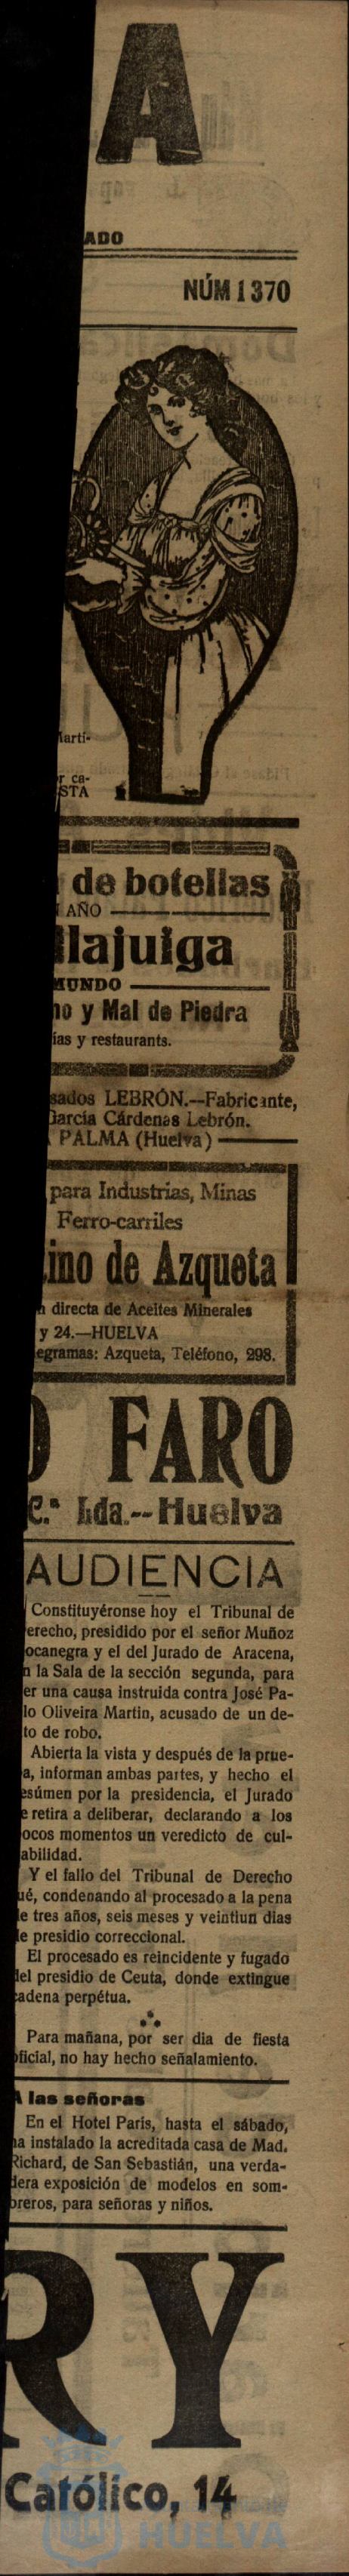 A
ADO
NÚM 1370
Marti-
r ca-
STA
de botellas
AÑO
llajuiga
MUNDO
no y Mal de Piedra
ías y restaurants.
sados LEBRÓN.--Fabricante,
García Cárdenas Lebrón.
PALMA (Huelva)
para Industrias, Minas
Ferro-carriles
ino de Azqueta
n directa de Aceites Minerales
y 24.—HUELVA
egramas: Azqueta, Teléfono, 298.
O FARO
C.ª Lda.--Huelva
AUDIENCIA
Constituyéronse hoy el Tribunal de
erecho, presidido por el señor Muñoz
ocanegra y el del Jurado de Aracena,
n la Sala de la sección segunda, para
er una causa instruida contra José Pa-
lo Oliveira Martin, acusado de un de-
to de robo.
Abierta la vista y después de la prue-
a, informan ambas partes, y hecho el
esúmen por la presidencia, el Jurado
e retira a deliberar, declarando a los
ocos momentos un veredicto de cul-
abilidad.
Y el fallo del Tribunal de Derecho
ué, condenando al procesado a la pena
e tres años, seis meses y veintiun dias
e presidio correccional.
El procesado es reincidente y fugado
del presidio de Ceuta, donde extingue
cadena perpétua.
Para mañana, por ser dia de fiesta
oficial, no hay hecho señalamiento.
A las señoras
En el Hotel Paris, hasta el sábado,
ha instalado la acreditada casa de Mad.
Richard, de San Sebastián, una verda-
dera exposición de modelos en som-
breros, para señoras y niños.
RY
Católico, 14
HUELVA